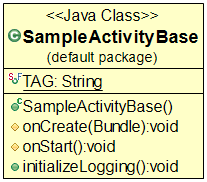 <<Java Class>>
SampleActivityBase
(default package)
TAG: String
SampleActivityBase()
onCreate(Bundle):void
onStart():void
initializeLogging():void